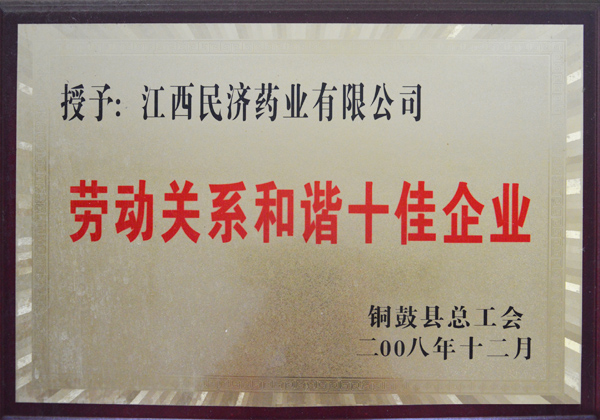 授予：江西民济药业有限公司
劳动关系和谐十佳企业
铜鼓县总工会
二00八年十二月